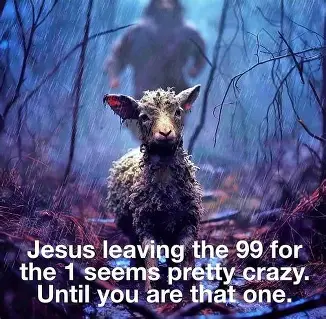 Jesus leaving the 99 for
the 1 seems pretty crazy.
Until you are that one.